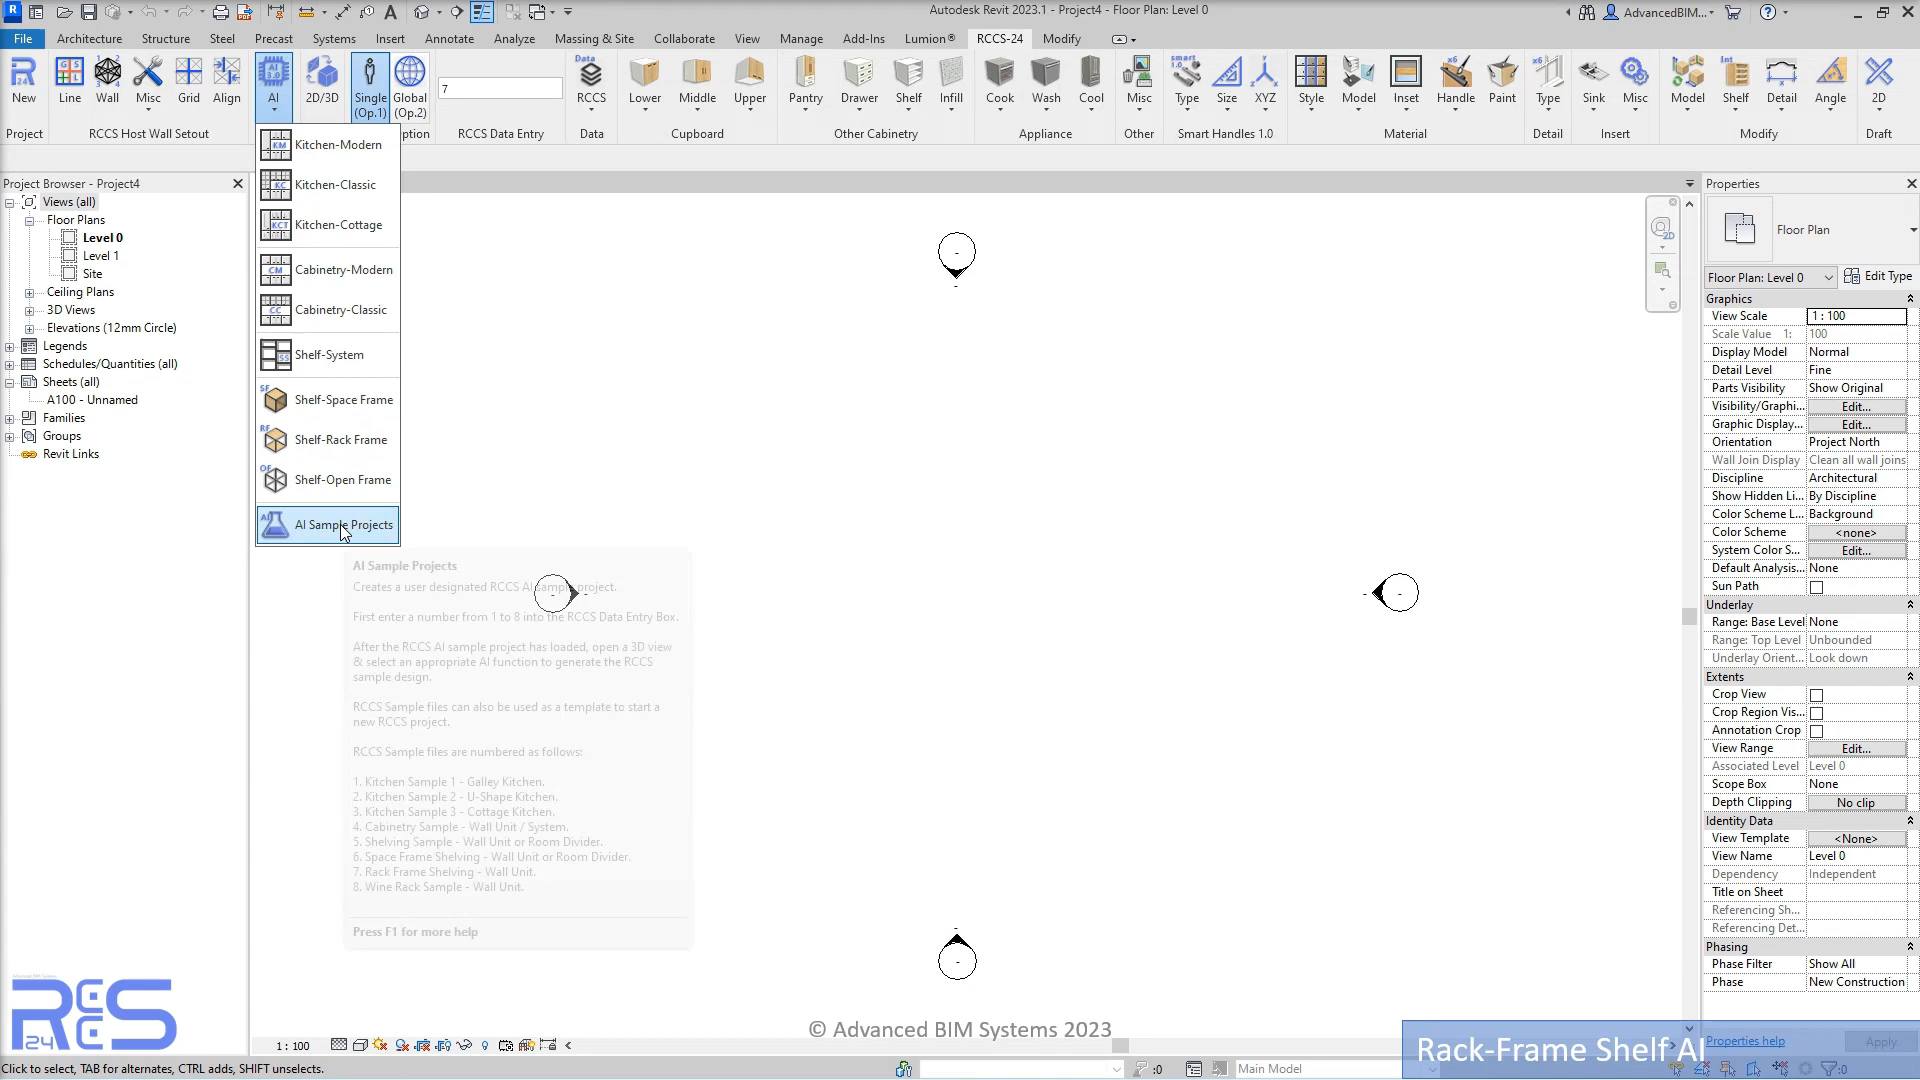 Autodesk Revit 2023.1 - Project4 - Floor Plan: Level 0
AdvancedBIM...
File Architecture Structure Steel Precast Systems Insert Annotate Analyze Massing & Site Collaborate View Manage Add-Ins Lumion® RCCS-24 Modify
New Line Wall Misc Grid Align AI 2D/3D Single (Op.1) Global (Op.2) 7 RCCS Lower Middle Upper Pantry Drawer Shelf Infill Cook Wash Cool Misc Type Size XYZ Style Model Inset Handle Paint Type Sink Misc Model Shelf Detail Angle 2D
Project RCCS Host Wall Setout ption RCCS Data Entry Data Cupboard Other Cabinetry Appliance Other Smart Handles 1.0 Material Detail Insert Modify Draft
Kitchen-Modern
Kitchen-Classic
Kitchen-Cottage
Cabinetry-Modern
Cabinetry-Classic
Shelf-System
Shelf-Space Frame
Shelf-Rack Frame
Shelf-Open Frame
AI Sample Projects
Project Browser - Project4
Views (all)
Floor Plans
Level 0
Level 1
Site
Ceiling Plans
3D Views
Elevations (12mm Circle)
Legends
Schedules/Quantities (all)
Sheets (all)
A100 - Unnamed
Families
Groups
Revit Links
AI Sample Projects
Creates a user designated RCCS AI sample project.
First enter a number from 1 to 8 into the RCCS Data Entry Box.
After the RCCS AI sample project has loaded, open a 3D view
& select an appropriate AI function to generate the RCCS
sample design.
RCCS Sample files can also be used as a template to start a
new RCCS project.
RCCS Sample files are numbered as follows:
1. Kitchen Sample 1 - Galley Kitchen.
2. Kitchen Sample 2 - U-Shape Kitchen.
3. Kitchen Sample 3 - Cottage Kitchen.
4. Cabinetry Sample - Wall Unit / System.
5. Shelving Sample - Wall Unit or Room Divider.
6. Space Frame Shelving - Wall Unit or Room Divider.
7. Rack Frame Shelving - Wall Unit.
8. Wine Rack Sample - Wall Unit.
Press F1 for more help
Properties
Floor Plan
Floor Plan: Level 0 Edit Type
Graphics
View Scale 1 : 100
Scale Value 1: 100
Display Model Normal
Detail Level Fine
Parts Visibility Show Original
Visibility/Graphi... Edit...
Graphic Display... Edit...
Orientation Project North
Wall Join Display Clean all wall joins
Discipline Architectural
Show Hidden Li... By Discipline
Color Scheme L... Background
Color Scheme <none>
System Color S... Edit...
Default Analysis... None
Sun Path
Underlay
Range: Base Level None
Range: Top Level Unbounded
Underlay Orient... Look down
Extents
Crop View
Crop Region Vis...
Annotation Crop
View Range Edit...
Associated Level Level 0
Scope Box None
Depth Clipping No clip
Identity Data
View Template <None>
View Name Level 0
Dependency Independent
Title on Sheet
Referencing Sh...
Referencing Det...
Phasing
Phase Filter Show All
Phase New Construction
Properties help Apply
RCCS
24
© Advanced BIM Systems 2023
Rack-Frame Shelf AI
1 : 100
Click to select, TAB for alternates, CTRL adds, SHIFT unselects.
:0 Main Model :0